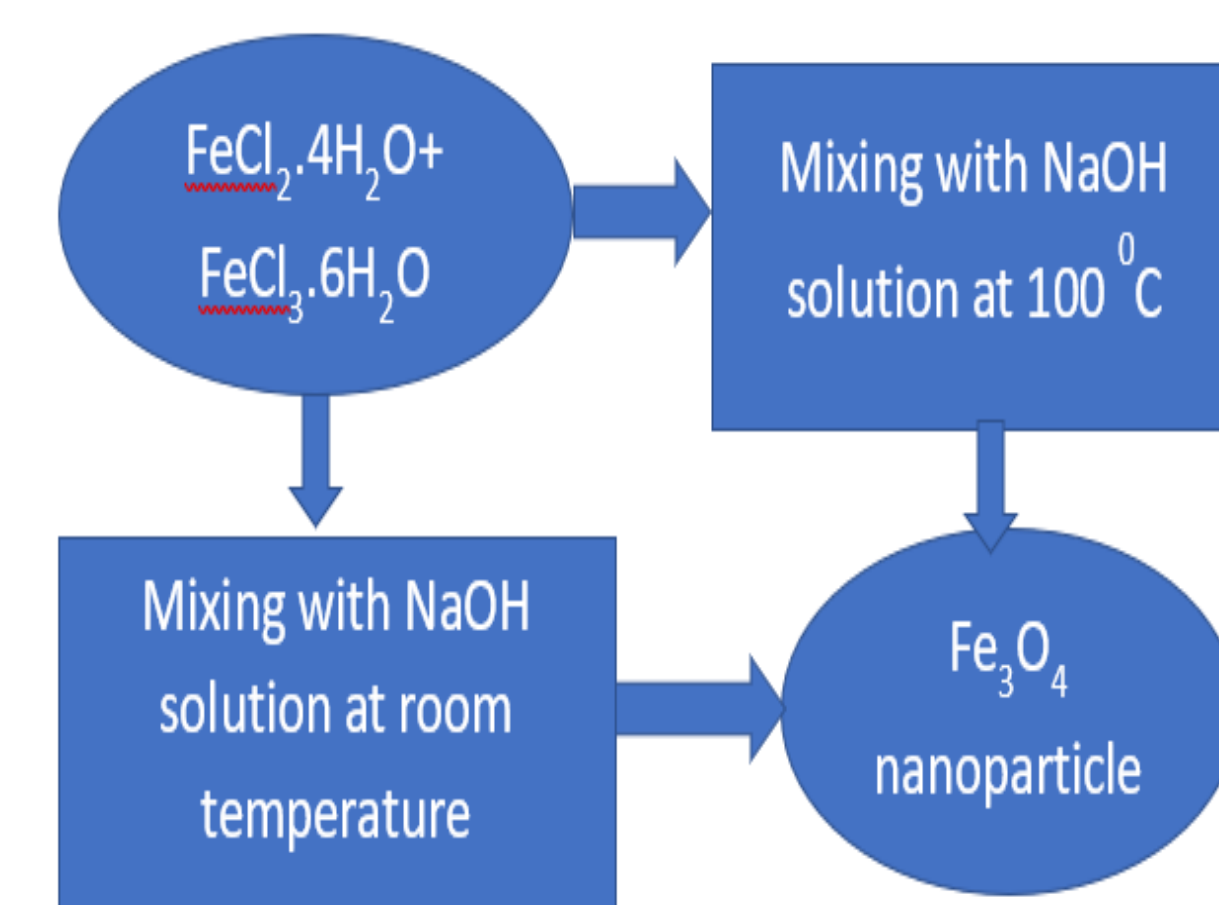 FeCl₂.4H₂O+
FeCl₃.6H₂O
Mixing with NaOH
solution at 100 ⁰C
Mixing with NaOH
solution at room
temperature
Fe₃O₄
nanoparticle